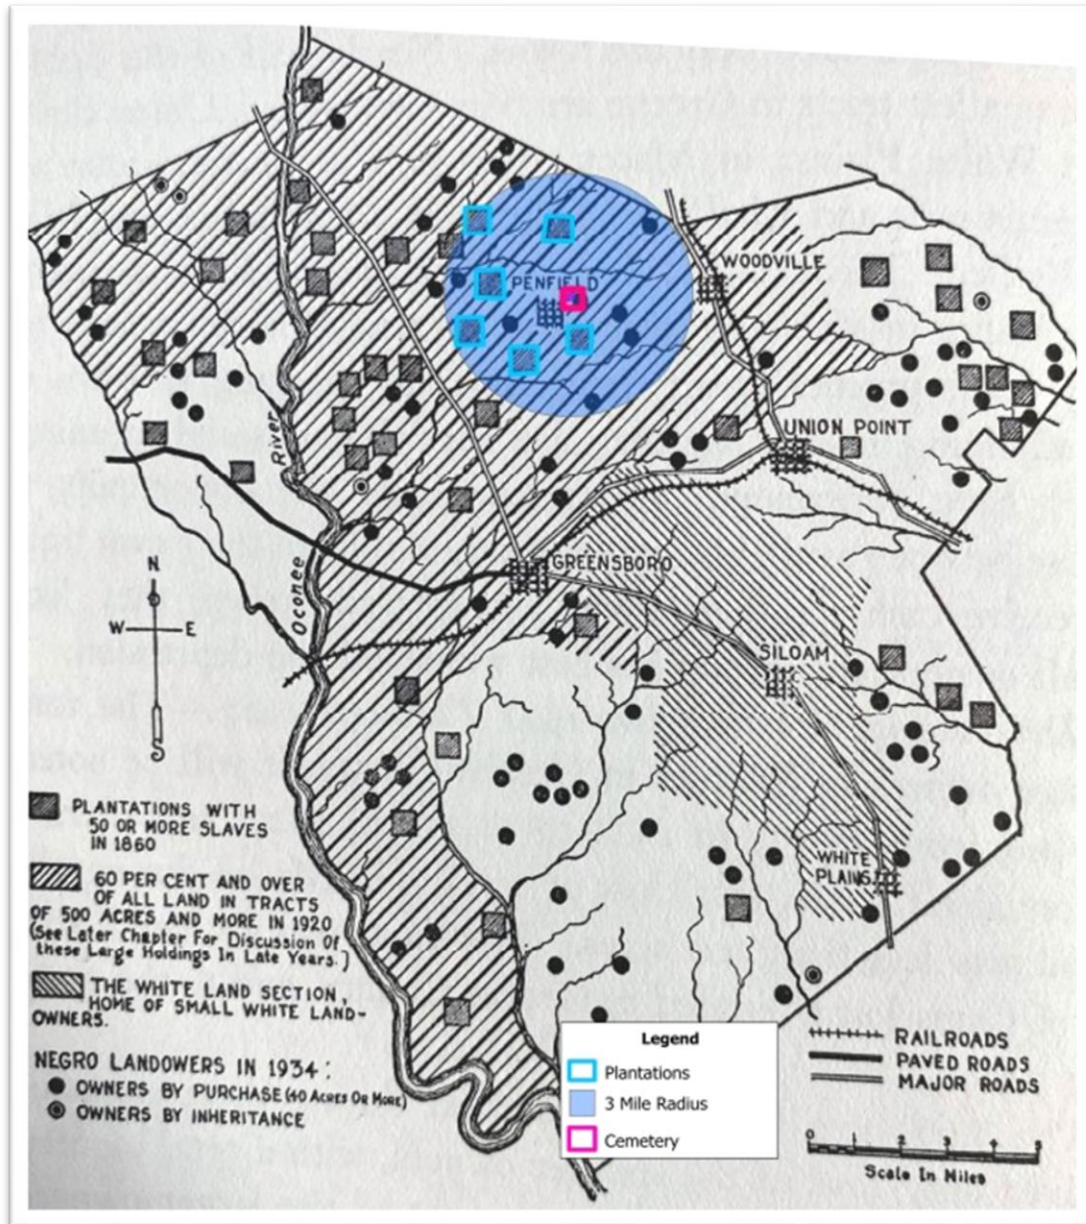 WOODVILLE
PENFIELD
UNION POINT
River
GREENSBORO
Oconee
N
W E
S
SILOAM
WHITE
PLAINS
PLANTATIONS WITH
50 OR MORE SLAVES
IN 1860
60 PER CENT AND OVER
OF ALL LAND IN TRACTS
OF 500 ACRES AND MORE IN 1920
(See Later Chapter For Discussion Of
these Large Holdings In Late Years.)
THE WHITE LAND SECTION,
HOME OF SMALL WHITE LAND-
OWNERS.
NEGRO LANDOWERS IN 1934:
OWNERS BY PURCHASE (40 ACRES OR MORE)
OWNERS BY INHERITANCE
Legend
Plantations
3 Mile Radius
Cemetery
RAILROADS
PAVED ROADS
MAJOR ROADS
0 1 2 3 4 5
Scale In Miles